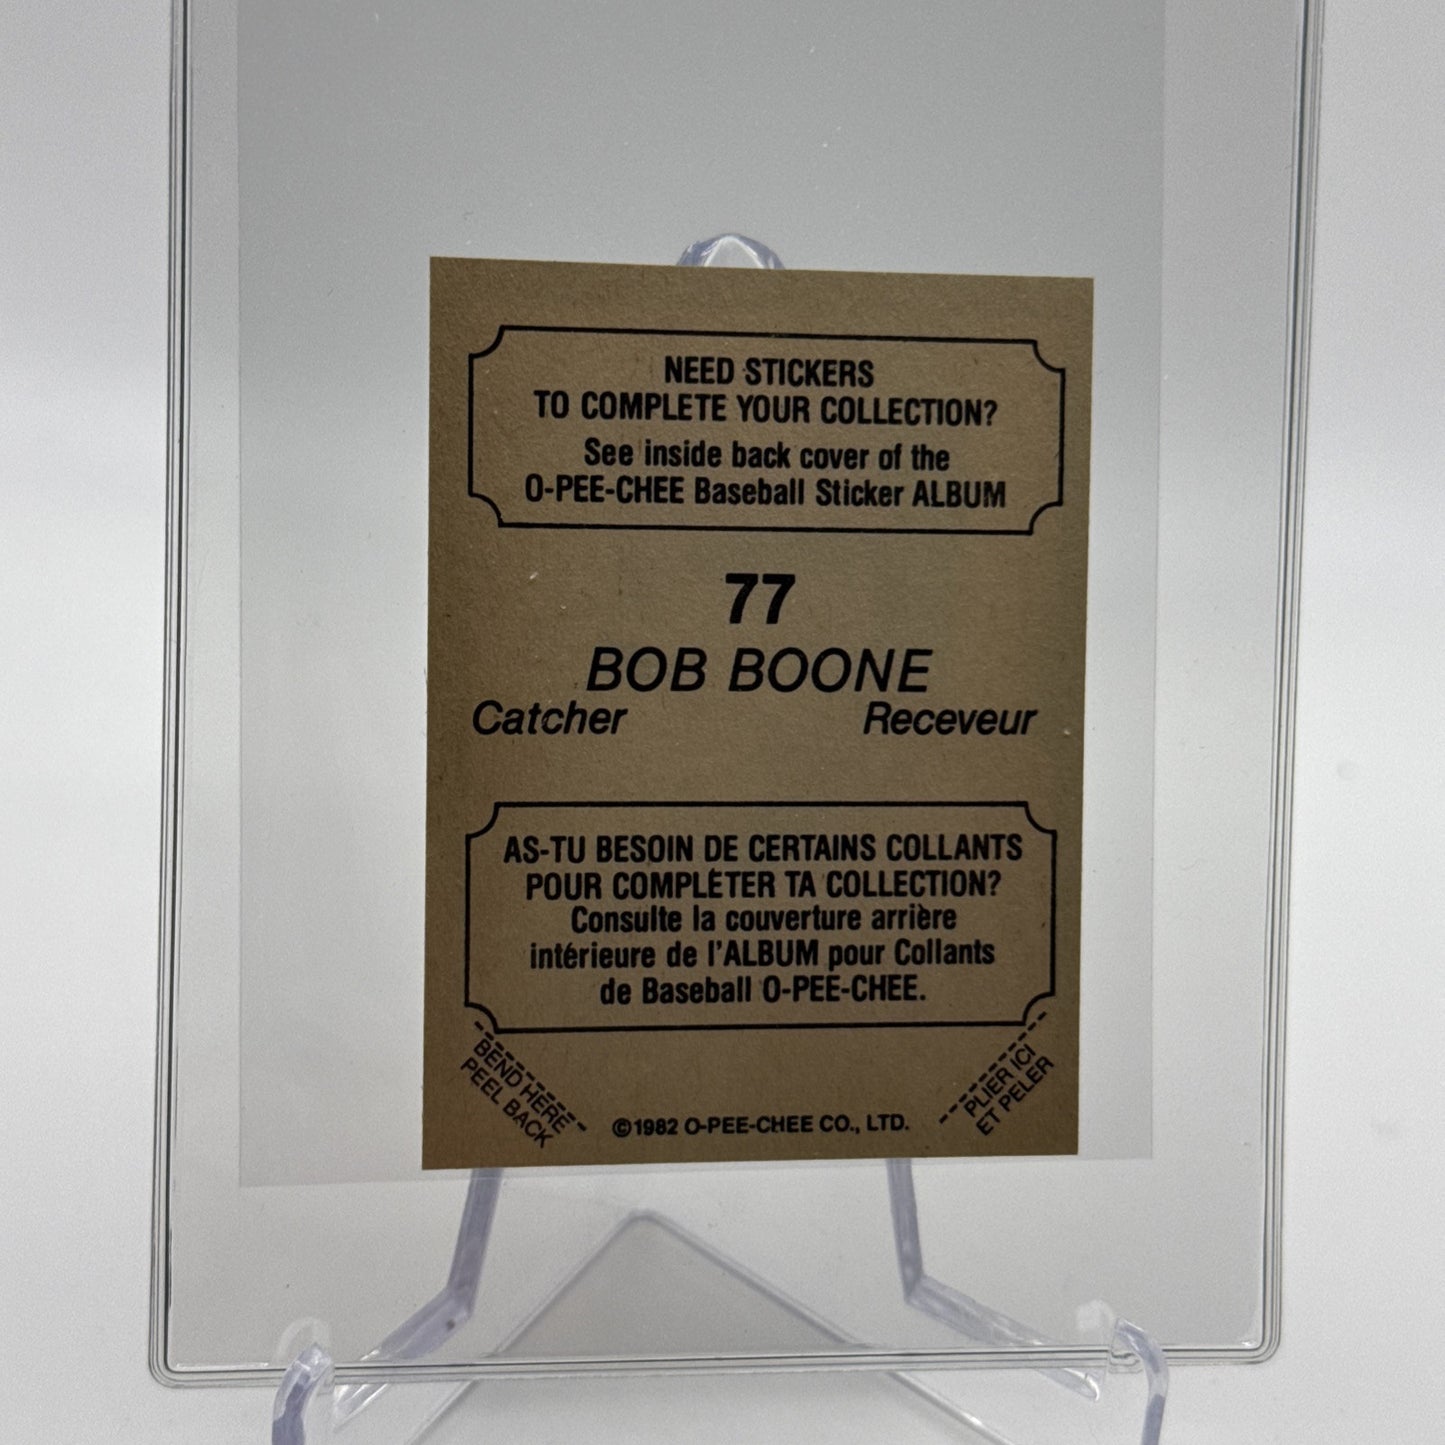 NEED STICKERS
TO COMPLETE YOUR COLLECTION?
See inside back cover of the
O-PEE-CHEE Baseball Sticker ALBUM
77
BOB BOONE
Catcher Receveur
AS-TU BESOIN DE CERTAINS COLLANTS
POUR COMPLÉTER TA COLLECTION?
Consulte la couverture arrière
intérieure de l'ALBUM pour Collants
de Baseball O-PEE-CHEE.
BEND HERE
PEEL BACK
©1982 O-PEE-CHEE CO., LTD.
PLIER ICI
ET PELER